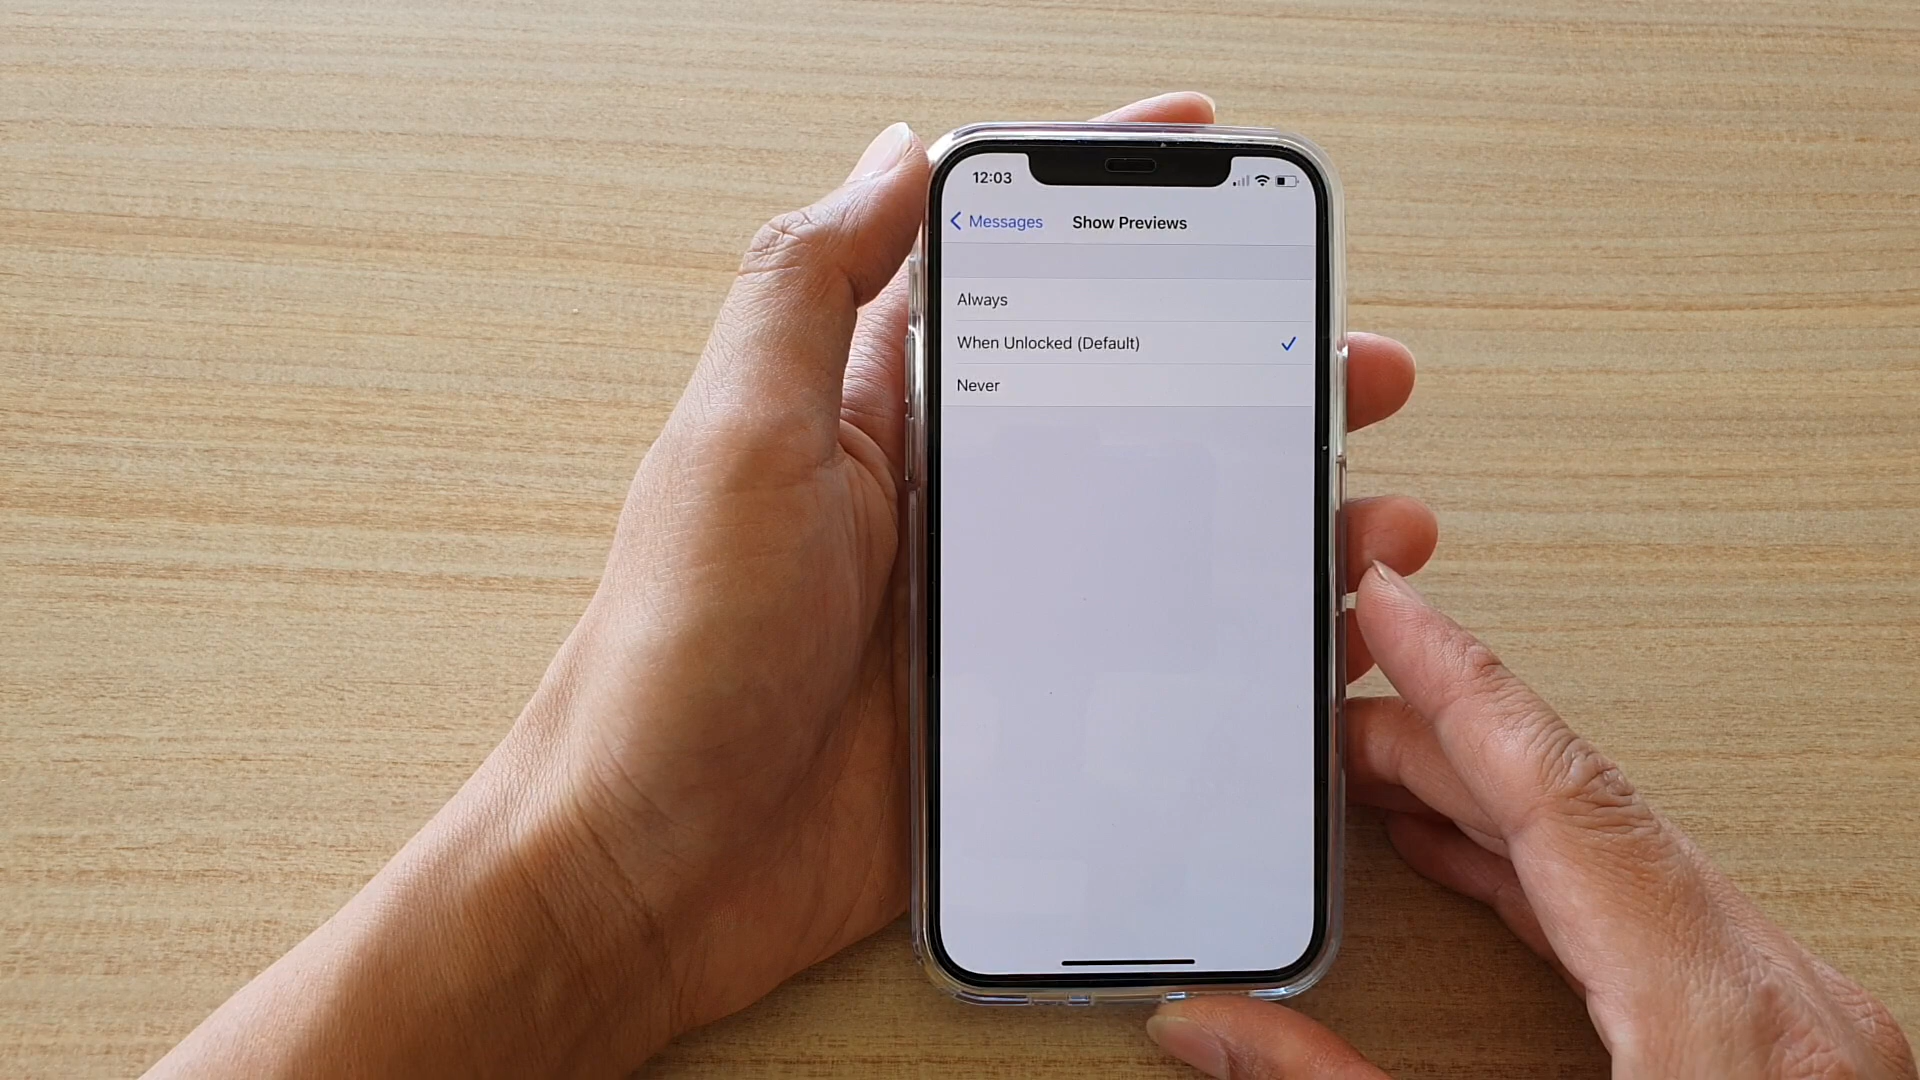 12:03
Messages Show Previews
Always
When Unlocked (Default)
Never